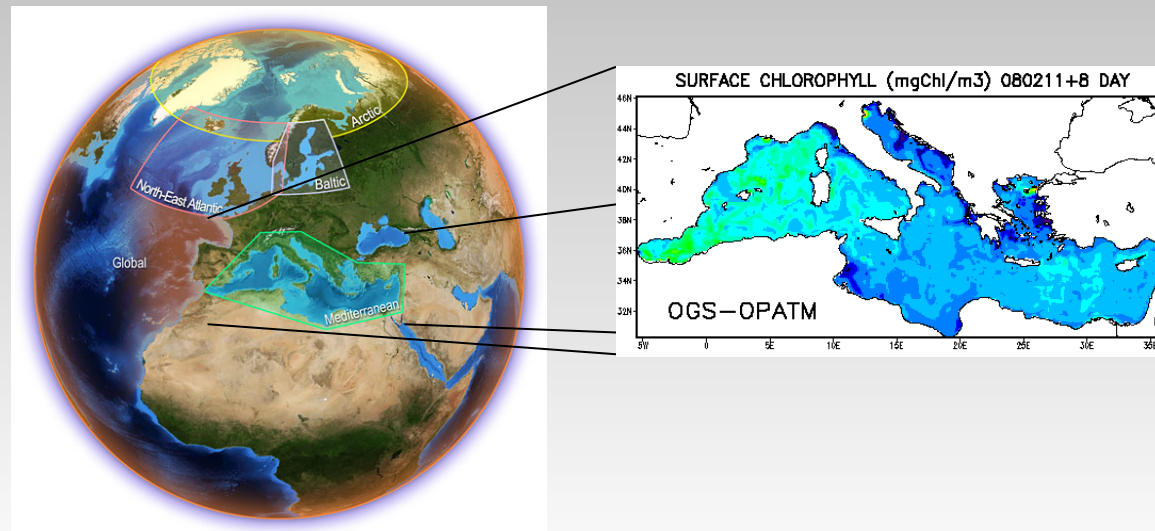 Arctic
North-East Atlantic
Baltic
Global
Mediterranean
SURFACE CHLOROPHYLL (mgChl/m3) 080211+8 DAY
46N
44N
42N
40N
38N
36N
34N
32N
OGS-OPATM
5W 0 5E 10E 15E 20E 25E 30E 35E